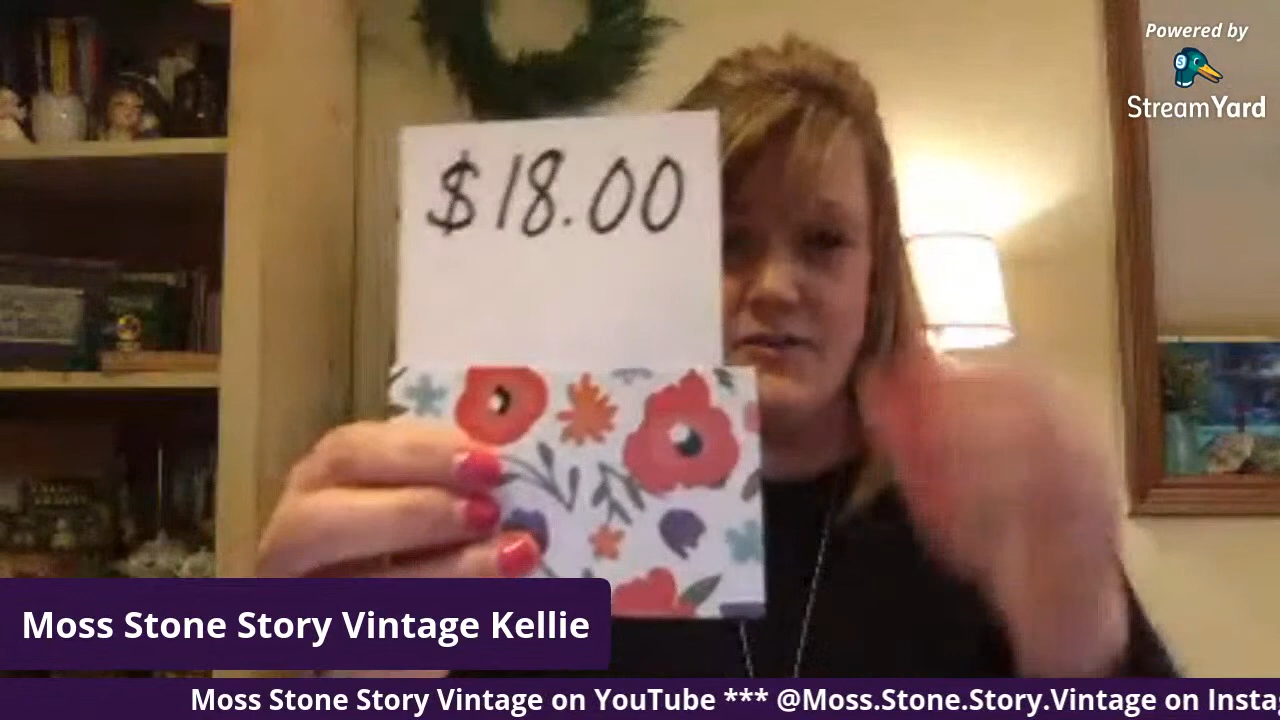 Powered by
StreamYard
$18.00
Moss Stone Story Vintage Kellie
Moss Stone Story Vintage on YouTube *** @Moss.Stone.Story.Vintage on Insta